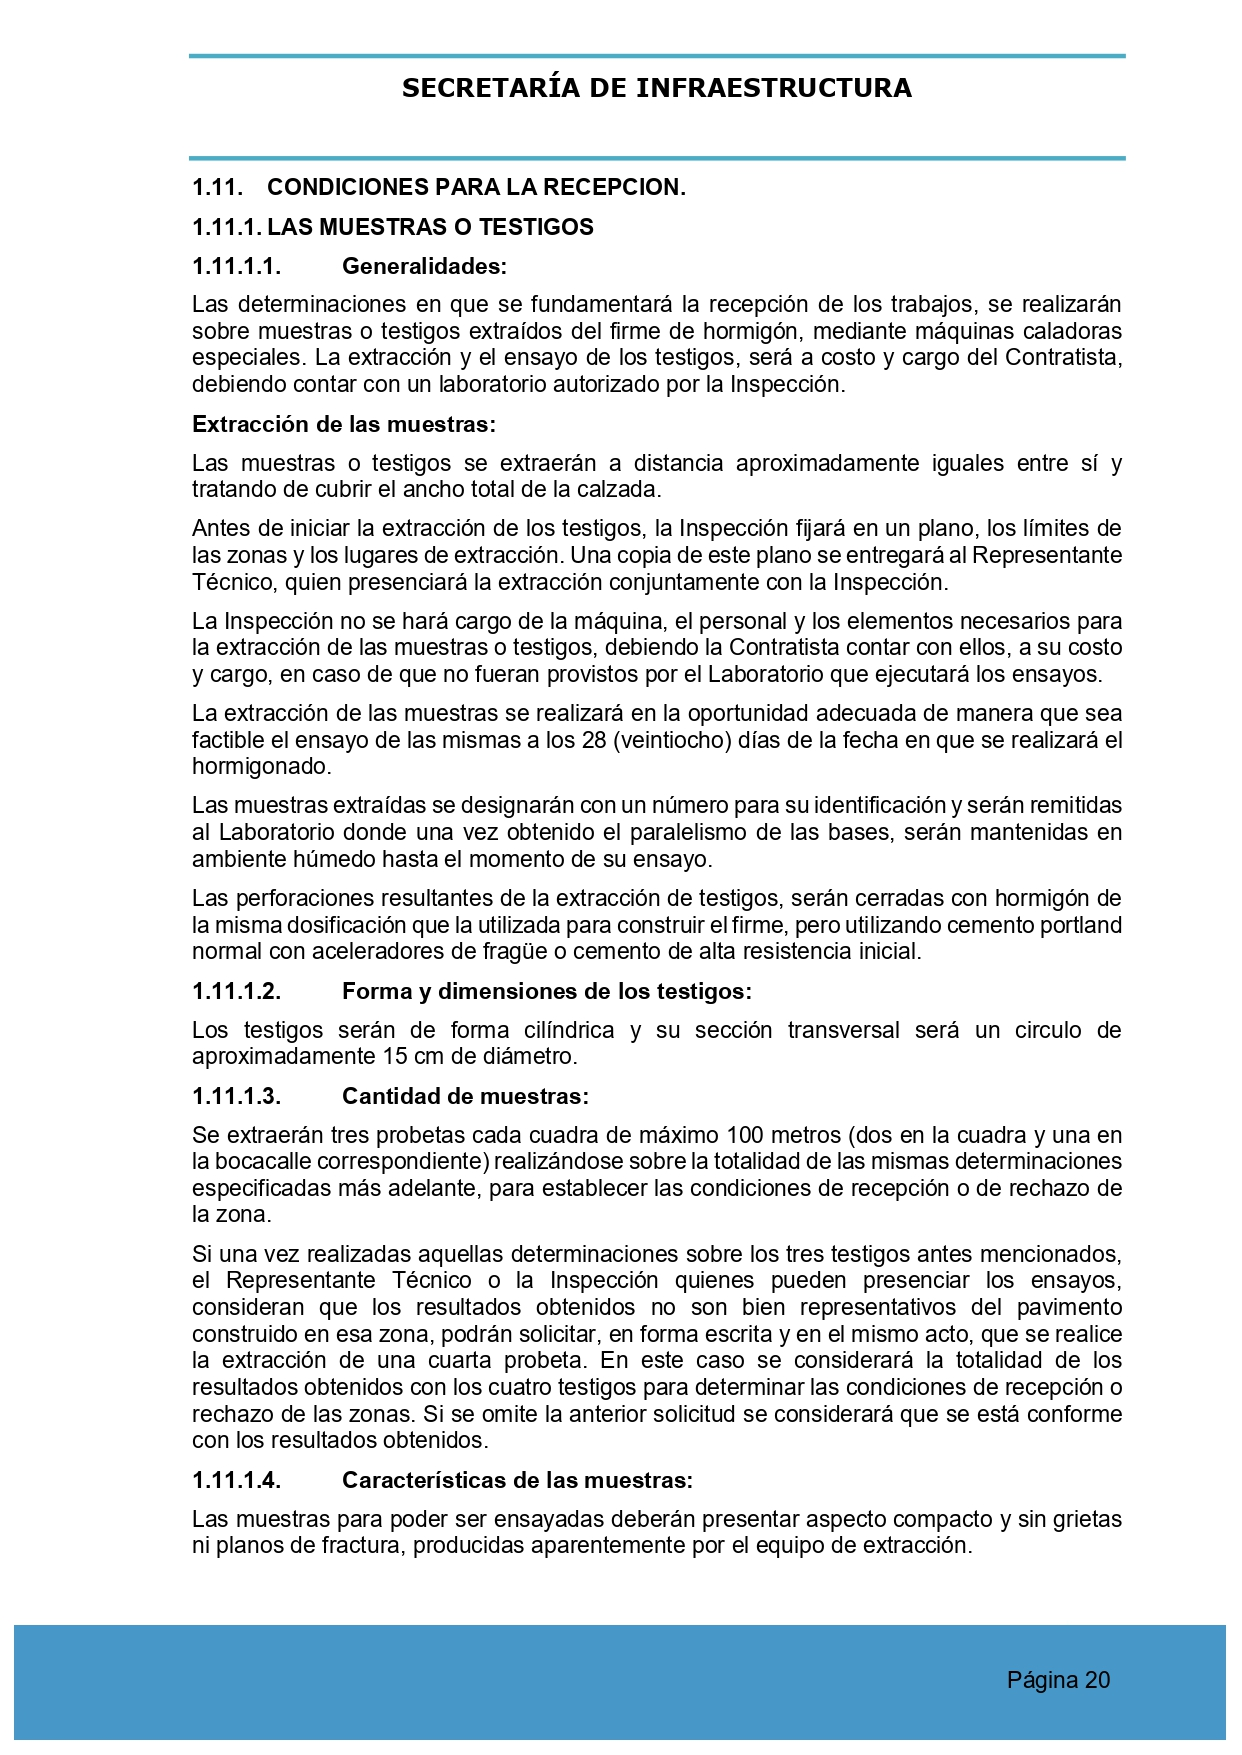 SECRETARÍA DE INFRAESTRUCTURA
1.11. CONDICIONES PARA LA RECEPCION.
1.11.1. LAS MUESTRAS O TESTIGOS
1.11.1.1. Generalidades:
Las determinaciones en que se fundamentará la recepción de los trabajos, se realizarán
sobre muestras o testigos extraídos del firme de hormigón, mediante máquinas caladoras
especiales. La extracción y el ensayo de los testigos, será a costo y cargo del Contratista,
debiendo contar con un laboratorio autorizado por la Inspección.
Extracción de las muestras:
Las muestras o testigos se extraerán a distancia aproximadamente iguales entre sí y
tratando de cubrir el ancho total de la calzada.
Antes de iniciar la extracción de los testigos, la Inspección fijará en un plano, los límites de
las zonas y los lugares de extracción. Una copia de este plano se entregará al Representante
Técnico, quien presenciará la extracción conjuntamente con la Inspección.
La Inspección no se hará cargo de la máquina, el personal y los elementos necesarios para
la extracción de las muestras o testigos, debiendo la Contratista contar con ellos, a su costo
y cargo, en caso de que no fueran provistos por el Laboratorio que ejecutará los ensayos.
La extracción de las muestras se realizará en la oportunidad adecuada de manera que sea
factible el ensayo de las mismas a los 28 (veintiocho) días de la fecha en que se realizará el
hormigonado.
Las muestras extraídas se designarán con un número para su identificación y serán remitidas
al Laboratorio donde una vez obtenido el paralelismo de las bases, serán mantenidas en
ambiente húmedo hasta el momento de su ensayo.
Las perforaciones resultantes de la extracción de testigos, serán cerradas con hormigón de
la misma dosificación que la utilizada para construir el firme, pero utilizando cemento portland
normal con aceleradores de fragüe o cemento de alta resistencia inicial.
1.11.1.2. Forma y dimensiones de los testigos:
Los testigos serán de forma cilíndrica y su sección transversal será un circulo de
aproximadamente 15 cm de diámetro.
1.11.1.3. Cantidad de muestras:
Se extraerán tres probetas cada cuadra de máximo 100 metros (dos en la cuadra y una en
la bocacalle correspondiente) realizándose sobre la totalidad de las mismas determinaciones
especificadas más adelante, para establecer las condiciones de recepción o de rechazo de
la zona.
Si una vez realizadas aquellas determinaciones sobre los tres testigos antes mencionados,
el Representante Técnico o la Inspección quienes pueden presenciar los ensayos,
consideran que los resultados obtenidos no son bien representativos del pavimento
construido en esa zona, podrán solicitar, en forma escrita y en el mismo acto, que se realice
la extracción de una cuarta probeta. En este caso se considerará la totalidad de los
resultados obtenidos con los cuatro testigos para determinar las condiciones de recepción o
rechazo de las zonas. Si se omite la anterior solicitud se considerará que se está conforme
con los resultados obtenidos.
1.11.1.4. Características de las muestras:
Las muestras para poder ser ensayadas deberán presentar aspecto compacto y sin grietas
ni planos de fractura, producidas aparentemente por el equipo de extracción.
Página 20